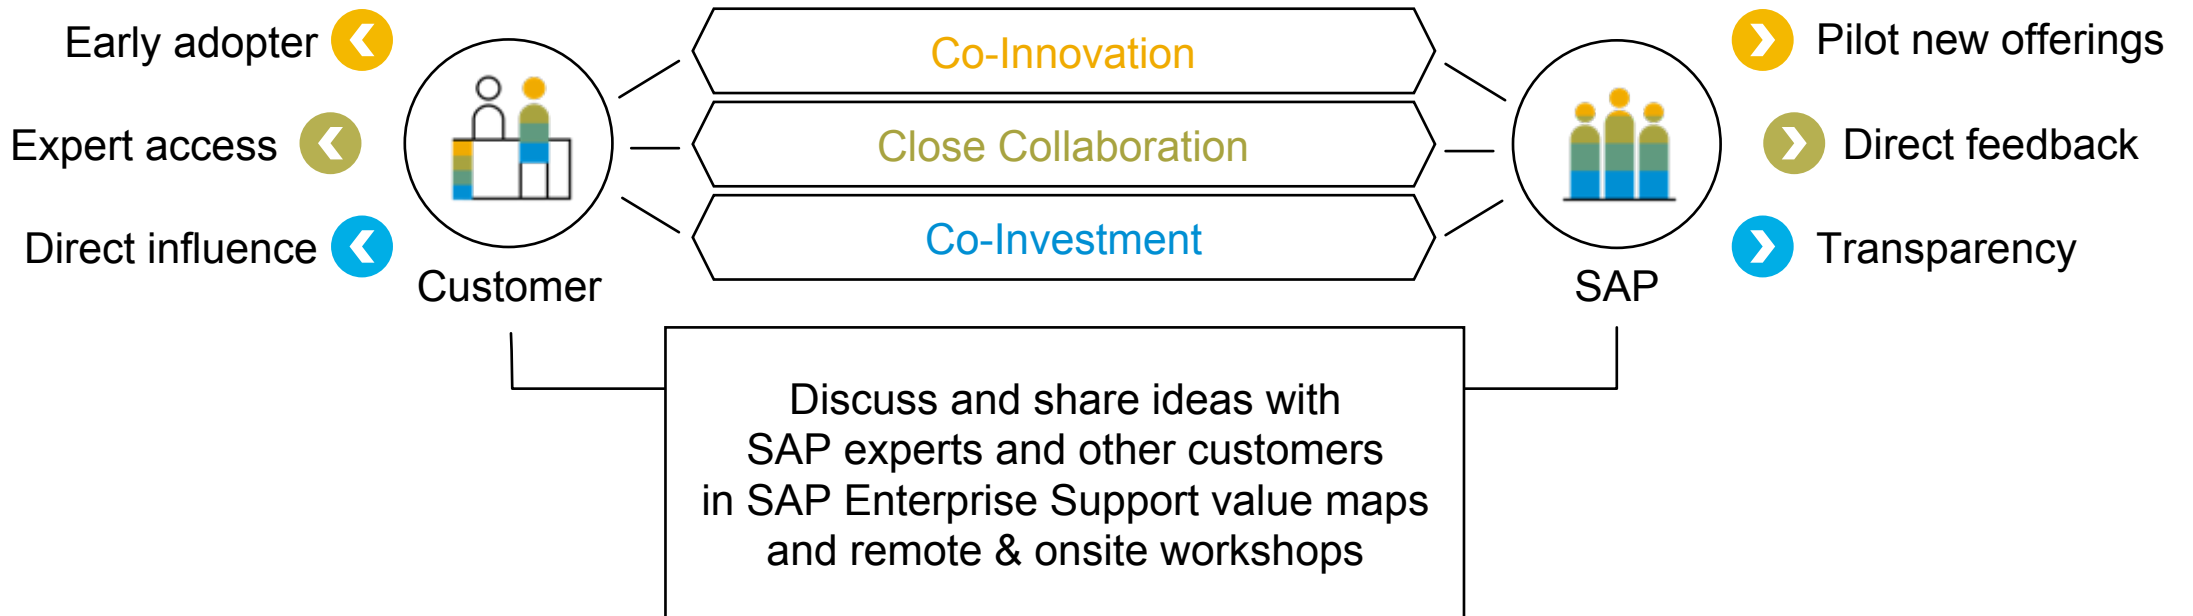 Early adopter
Expert access
Direct influence
Customer
Co-Innovation
Close Collaboration
Co-Investment
SAP
Pilot new offerings
Direct feedback
Transparency
Discuss and share ideas with
SAP experts and other customers
in SAP Enterprise Support value maps
and remote & onsite workshops